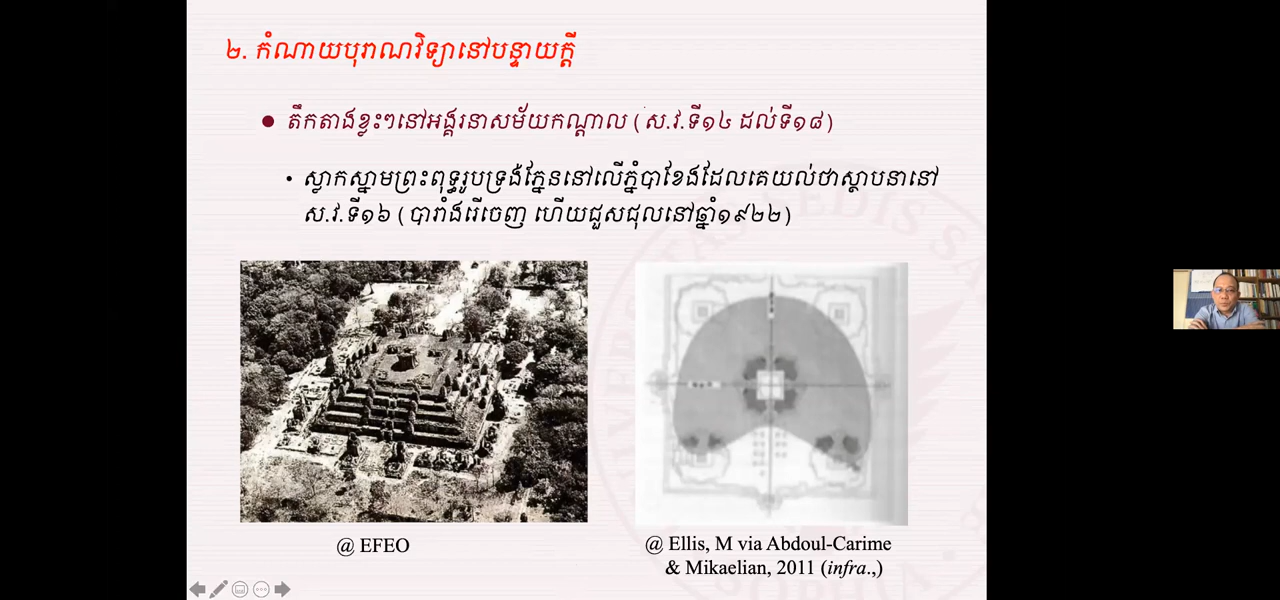 ២. កំណាយបុរាណវិទ្យានៅបន្ទាយក្ដី
តឹកតាងខ្លះៗនៅអង្គរនាសម័យកណ្ដាល (ស.វ.ទី១៤ ដល់ទី១៨)
ស្លាកស្នាមព្រះពុទ្ធរូបទ្រង់ភ្នែននៅលើភ្នំបាខែងដែលគេយល់ថាស្ថាបនានៅ
ស.វ.ទី១៦ (បារាំងរើចេញ ហើយជួសជុលនៅឆ្នាំ១៩២២)
@ EFEO
@ Ellis, M via Abdoul-Carime
& Mikaelian, 2011 (infra.,)